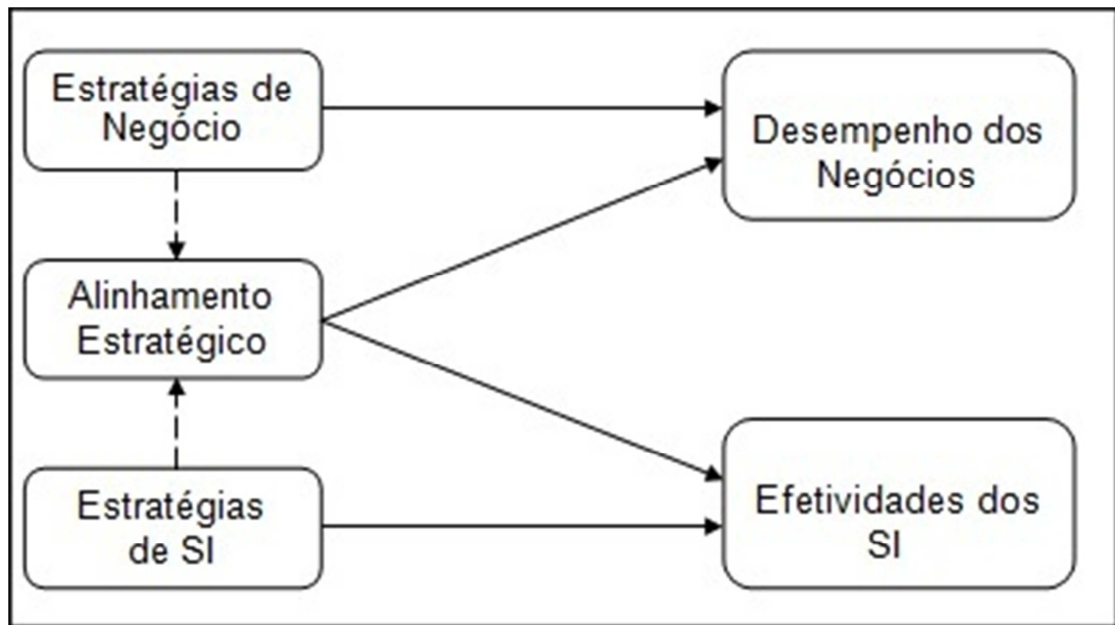 Estratégias de
Negócio
Desempenho dos
Negócios
Alinhamento
Estratégico
Estratégias
de SI
Efetividades dos
SI